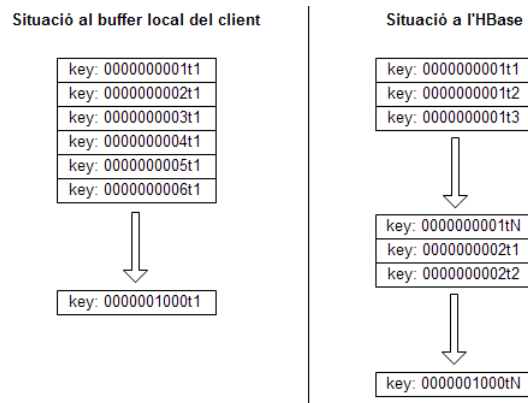 Situació al buffer local del client
key: 0000000001t1
key: 0000000002t1
key: 0000000003t1
key: 0000000004t1
key: 0000000005t1
key: 0000000006t1
key: 0000001000t1
Situació a l'HBase
key: 0000000001t1
key: 0000000001t2
key: 0000000001t3
key: 0000000001tN
key: 0000000002t1
key: 0000000002t2
key: 0000001000tN